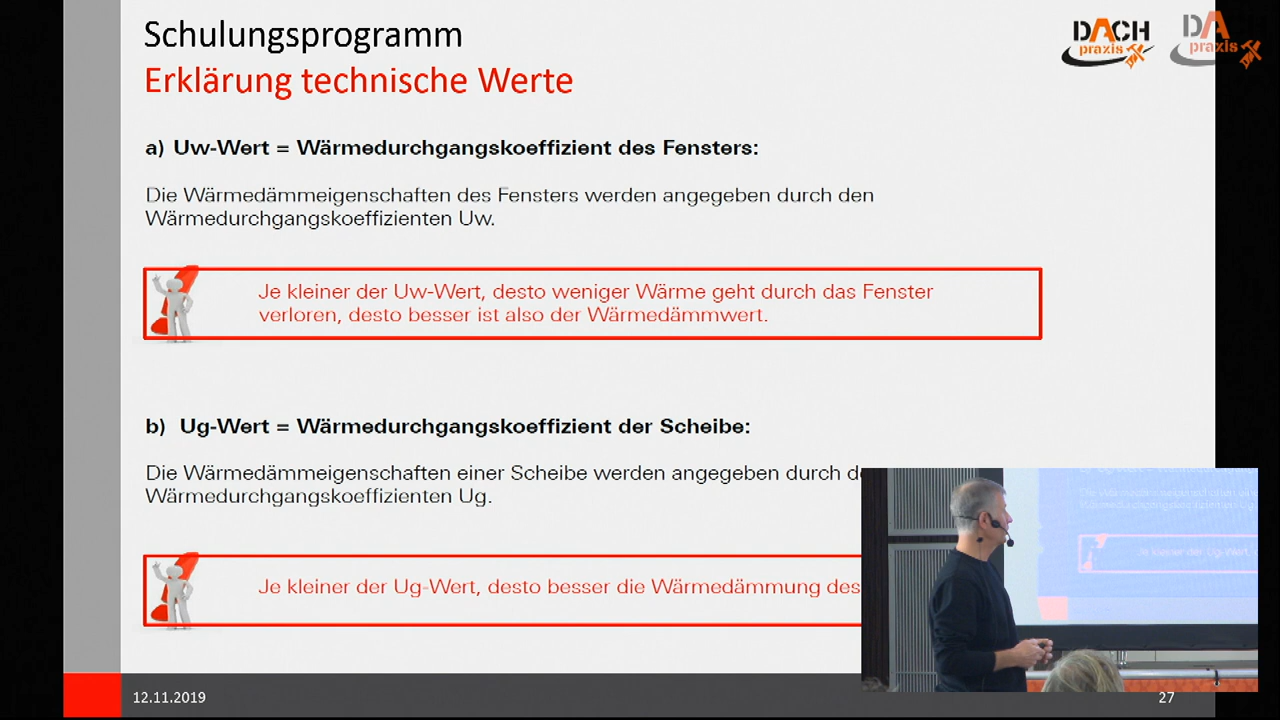 Schulungsprogramm
Erklärung technische Werte
DACH
praxis
DA
praxis
a) Uw-Wert = Wärmedurchgangskoeffizient des Fensters:
Die Wärmedämmeigenschaften des Fensters werden angegeben durch den
Wärmedurchgangskoeffizienten Uw.
Je kleiner der Uw-Wert, desto weniger Wärme geht durch das Fenster
verloren, desto besser ist also der Wärmedämmwert.
b) Ug-Wert = Wärmedurchgangskoeffizient der Scheibe:
Die Wärmedämmeigenschaften einer Scheibe werden angegeben durch
Wärmedurchgangskoeffizienten Ug.
Je kleiner der Ug-Wert, desto besser die Wärmedämmung des
12.11.2019
27